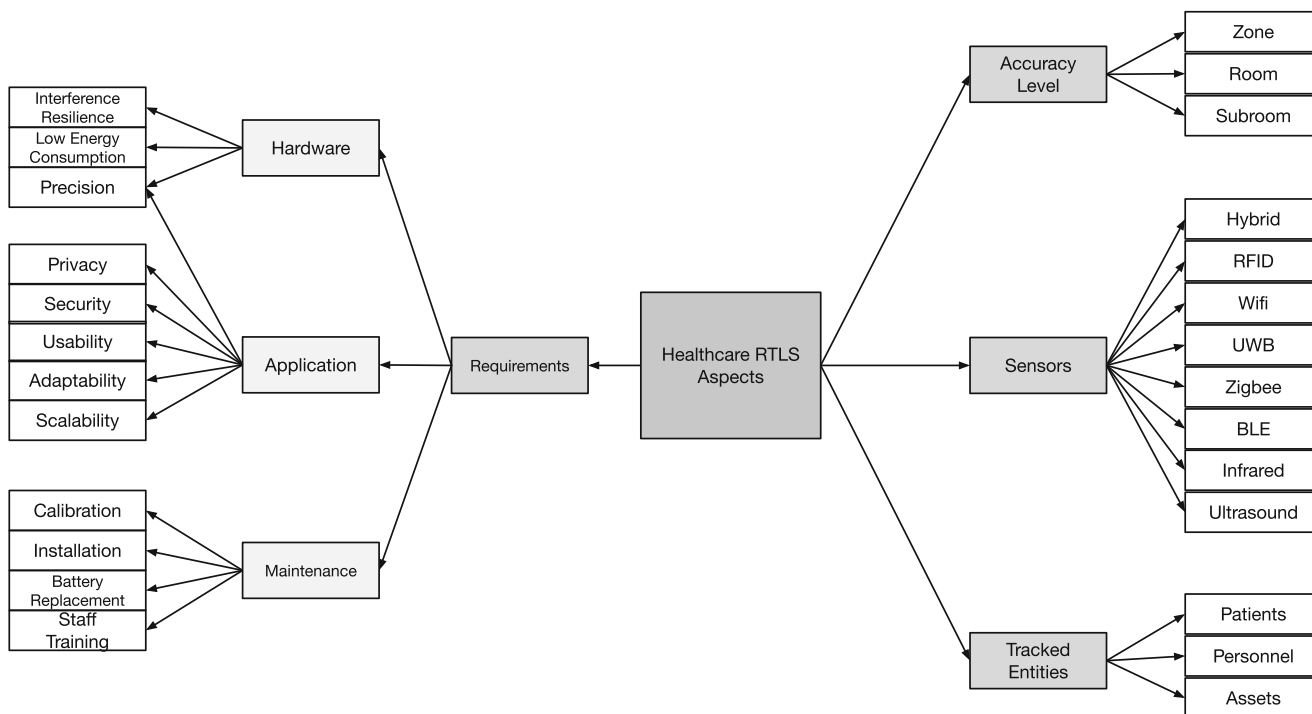 Interference
Resilience
Low Energy
Consumption
Precision
Privacy
Security
Usability
Adaptability
Scalability
Calibration
Installation
Battery
Replacement
Staff
Training
Hardware
Application
Maintenance
Requirements
Healthcare RTLS
Aspects
Accuracy
Level
Sensors
Tracked
Entities
Zone
Room
Subroom
Hybrid
RFID
Wifi
UWB
Zigbee
BLE
Infrared
Ultrasound
Patients
Personnel
Assets